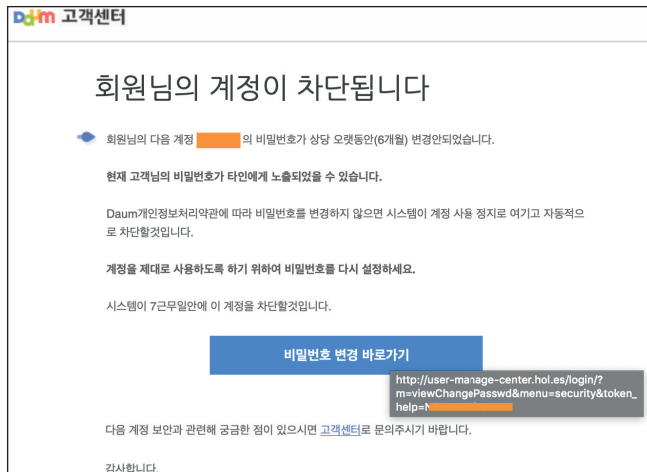 Daum 고객센터
회원님의 계정이 차단됩니다
회원님의 다음 계정 의 비밀번호가 상당 오랫동안(6개월) 변경안되었습니다.
현재 고객님의 비밀번호가 타인에게 노출되었을 수 있습니다.
Daum개인정보처리약관에 따라 비밀번호를 변경하지 않으면 시스템이 계정 사용 정지로 여기고 자동적으
로 차단할것입니다.
계정을 제대로 사용하도록 하기 위하여 비밀번호를 다시 설정하세요.
시스템이 7근무일안에 이 계정을 차단할것입니다.
비밀번호 변경 바로가기
http://user-manage-center.hol.es/login/?
m=viewChangePasswd&menu=security&token_
help=N
다음 계정 보안과 관련해 궁금한 점이 있으시면 고객센터로 문의주시기 바랍니다.
감사합니다.